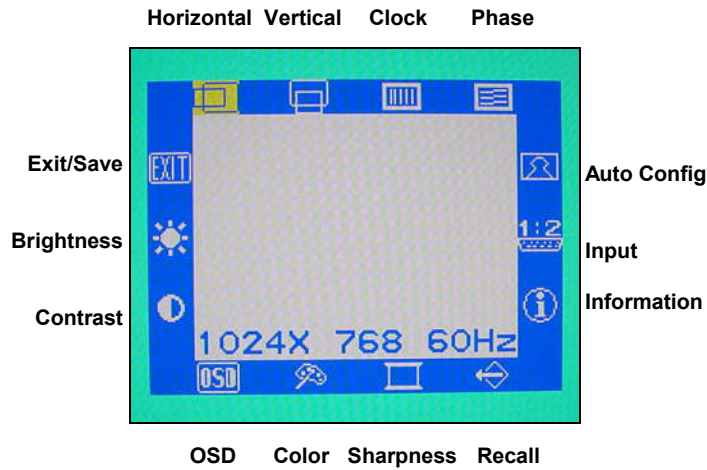 Horizontal Vertical Clock Phase
Exit/Save
EXIT
Auto Config
Brightness
1:2
Input
Contrast
Information
1024X 768 60Hz
OSD
OSD Color Sharpness Recall